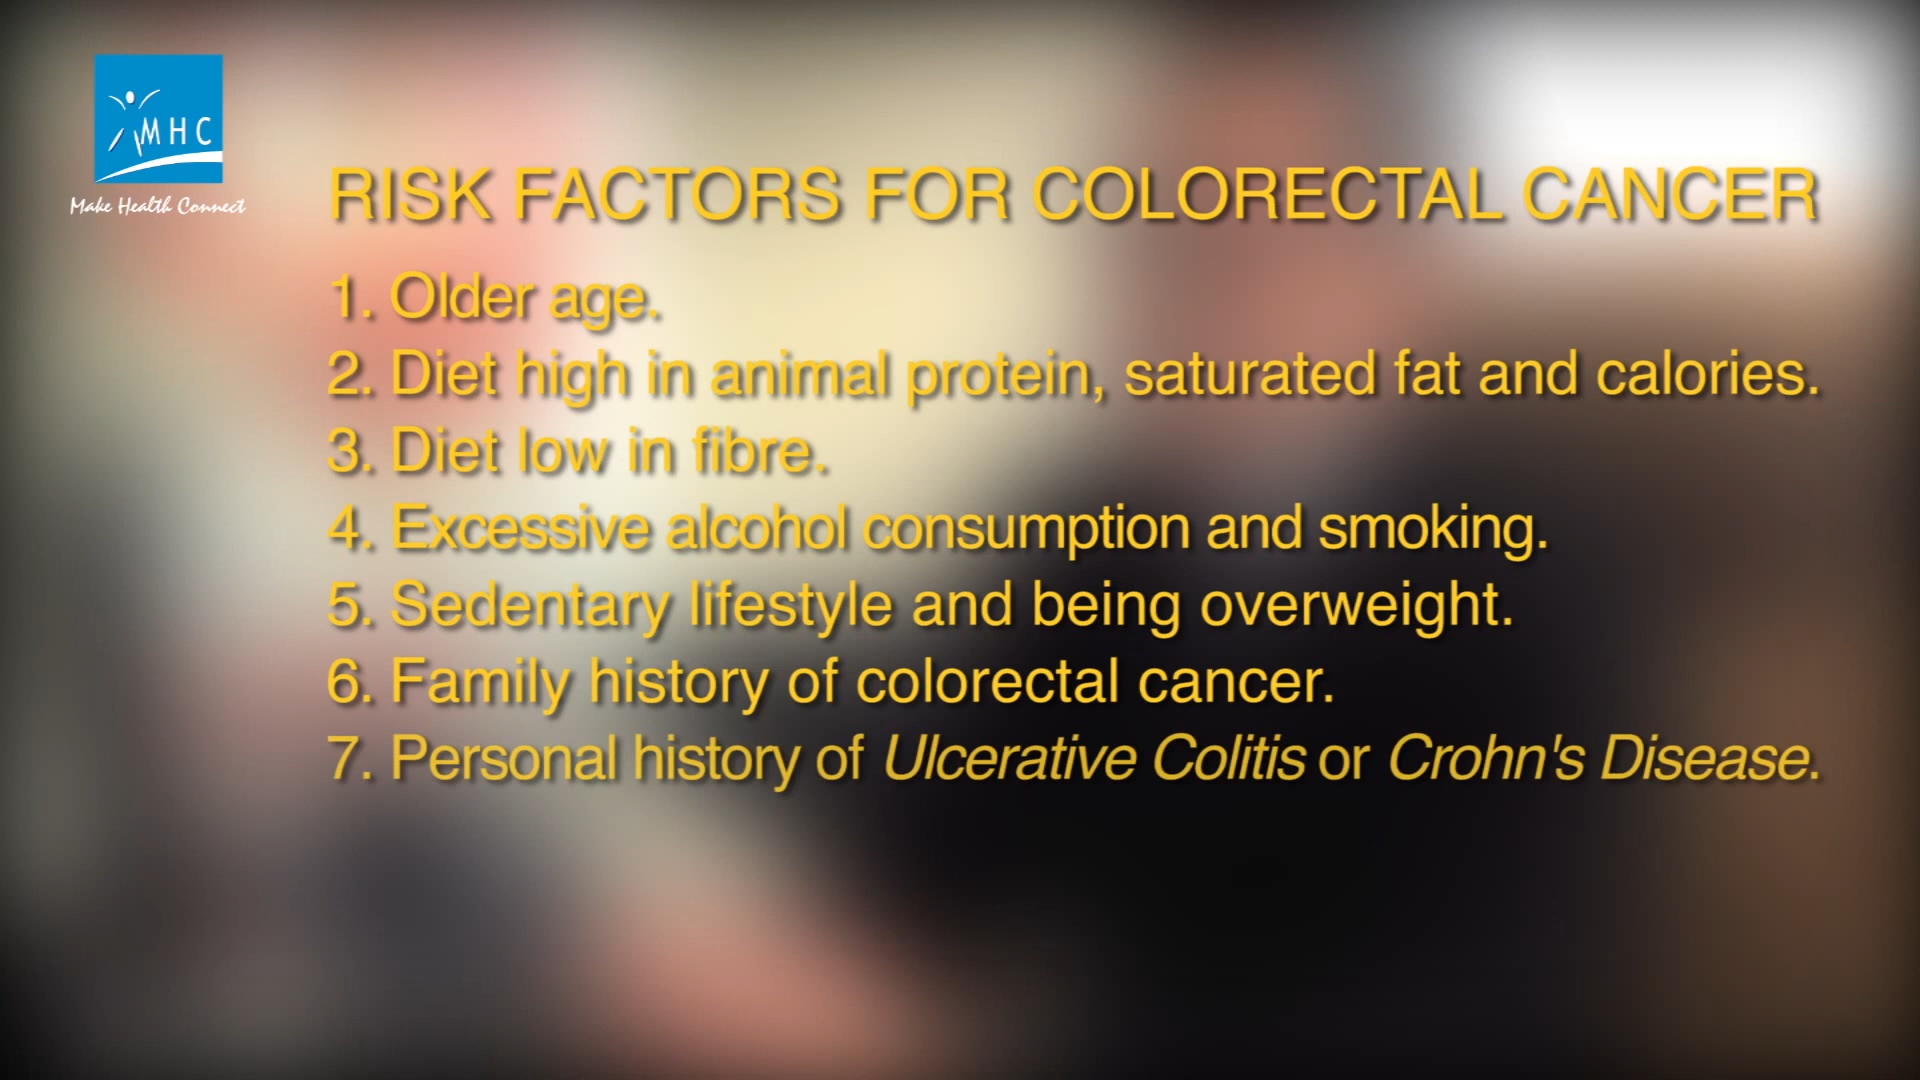 MHC
Make Health Connect
RISK FACTORS FOR COLORECTAL CANCER
1. Older age.
2. Diet high in animal protein, saturated fat and calories.
3. Diet low in fibre.
4. Excessive alcohol consumption and smoking.
5. Sedentary lifestyle and being overweight.
6. Family history of colorectal cancer.
7. Personal history of Ulcerative Colitis or Crohn's Disease.